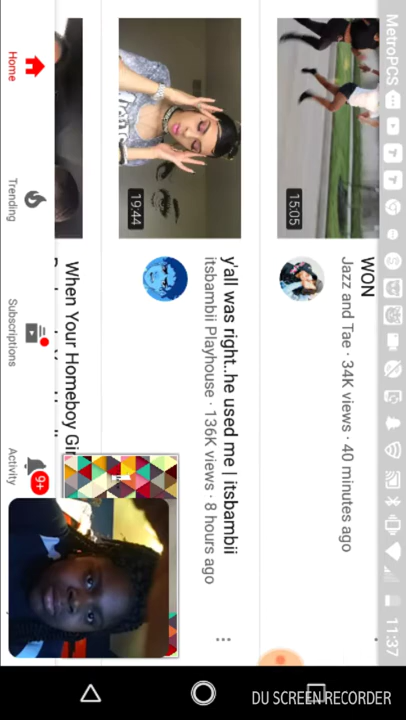 MetroPCS
11:37
15:05
WON
Jazz and Tae · 34K views · 40 minutes ago
19:44
y'all was right..he used me | itsbambii
itsbambii Playhouse · 136K views · 8 hours ago
When Your Homeboy Gir
Home
Trending
Subscriptions
Activity
9+
DU SCREEN RECORDER